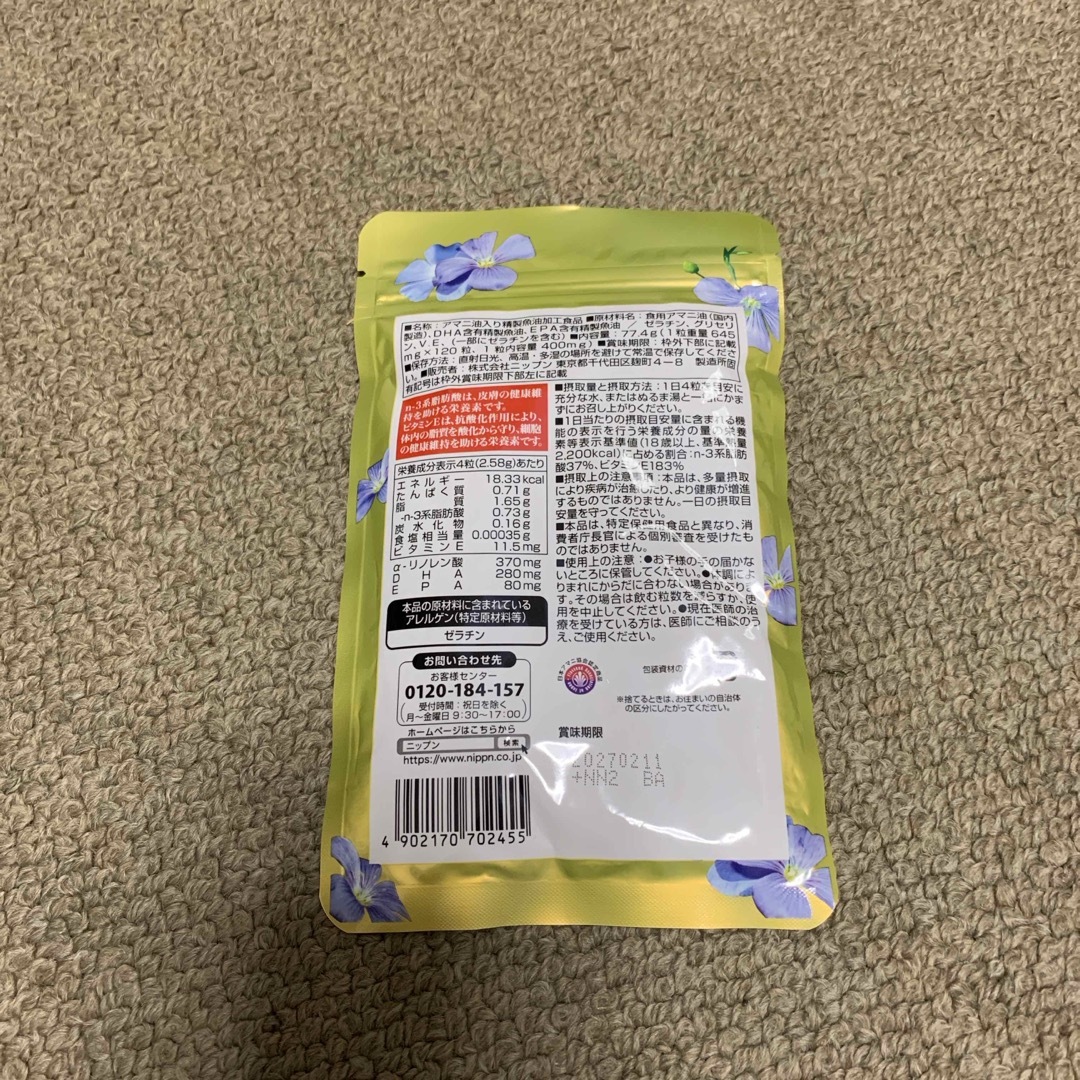 ■名称：アマニ油入り精製魚油加工食品 ■原材料名：食用アマニ油(国内
製造)、DHA含有精製魚油、EPA含有精製魚油 ／ ゼラチン、グリセリ
ン、V.E、(一部にゼラチンを含む) ■内容量：77.4g(1粒重量 645
mg×120粒、1粒内容量 400mg) ■賞味期限：枠外下部に記載
■保存方法：直射日光、高温・多湿の場所を避けて常温で保存してくださ
い。■販売者：株式会社ニップン 東京都千代田区麹町4－8 製造所固
有記号は枠外賞味期限下部左に記載
n-3系脂肪酸は、皮膚の健康維
持を助ける栄養素です。
ビタミンEは、抗酸化作用により、
体内の脂質を酸化から守り、細胞
の健康維持を助ける栄養素です。
栄養成分表示4粒(2.58g)あたり
エネルギー 18.33kcal
たんぱく質 0.71g
脂質 1.65g
-n-3系脂肪酸 0.73g
炭水化物 0.16g
食塩相当量 0.00035g
ビタミンE 11.5mg
α-リノレン酸 370mg
DHA 280mg
EPA 80mg
本品の原材料に含まれている
アレルゲン(特定原材料等)
ゼラチン
お問い合わせ先
お客様センター
0120-184-157
受付時間：祝日を除く
月～金曜日 9:30～17:00
ホームページはこちらから
ニップン 検索
https://www.nippn.co.jp
4 902170 702455
■摂取量と摂取方法：1日4粒を目安に
充分な水、またはぬるま湯と一緒にかま
ずにお召し上がりください。
■1日当たりの摂取目安量に含まれる機
能の表示を行う栄養成分の量の栄養
素等表示基準値(18歳以上、基準熱量
2,200kcal)に占める割合：n-3系脂肪
酸37%、ビタミンE183%
■摂取上の注意事項：本品は、多量摂取
により疾病が治癒したり、より健康が増進す
るものではありません。一日の摂取目
安量を守ってください。
■本品は、特定保健用食品と異なり、消
費者庁長官による個別審査を受けたも
のではありません。
■使用上の注意：●お子様の手の届かな
いところに保管してください。●体調によ
りまれにからだに合わない場合がありま
す。その場合は飲む粒数を減らすか、使
用を中止してください。●現在医師の治
療を受けている方は、医師にご相談のう
え、ご使用ください。
日本アマニ協会認定商品
包装資材の
※捨てるときは、お住まいの自治体
の区分にしたがってください。
賞味期限
20270211
+NN2 BA